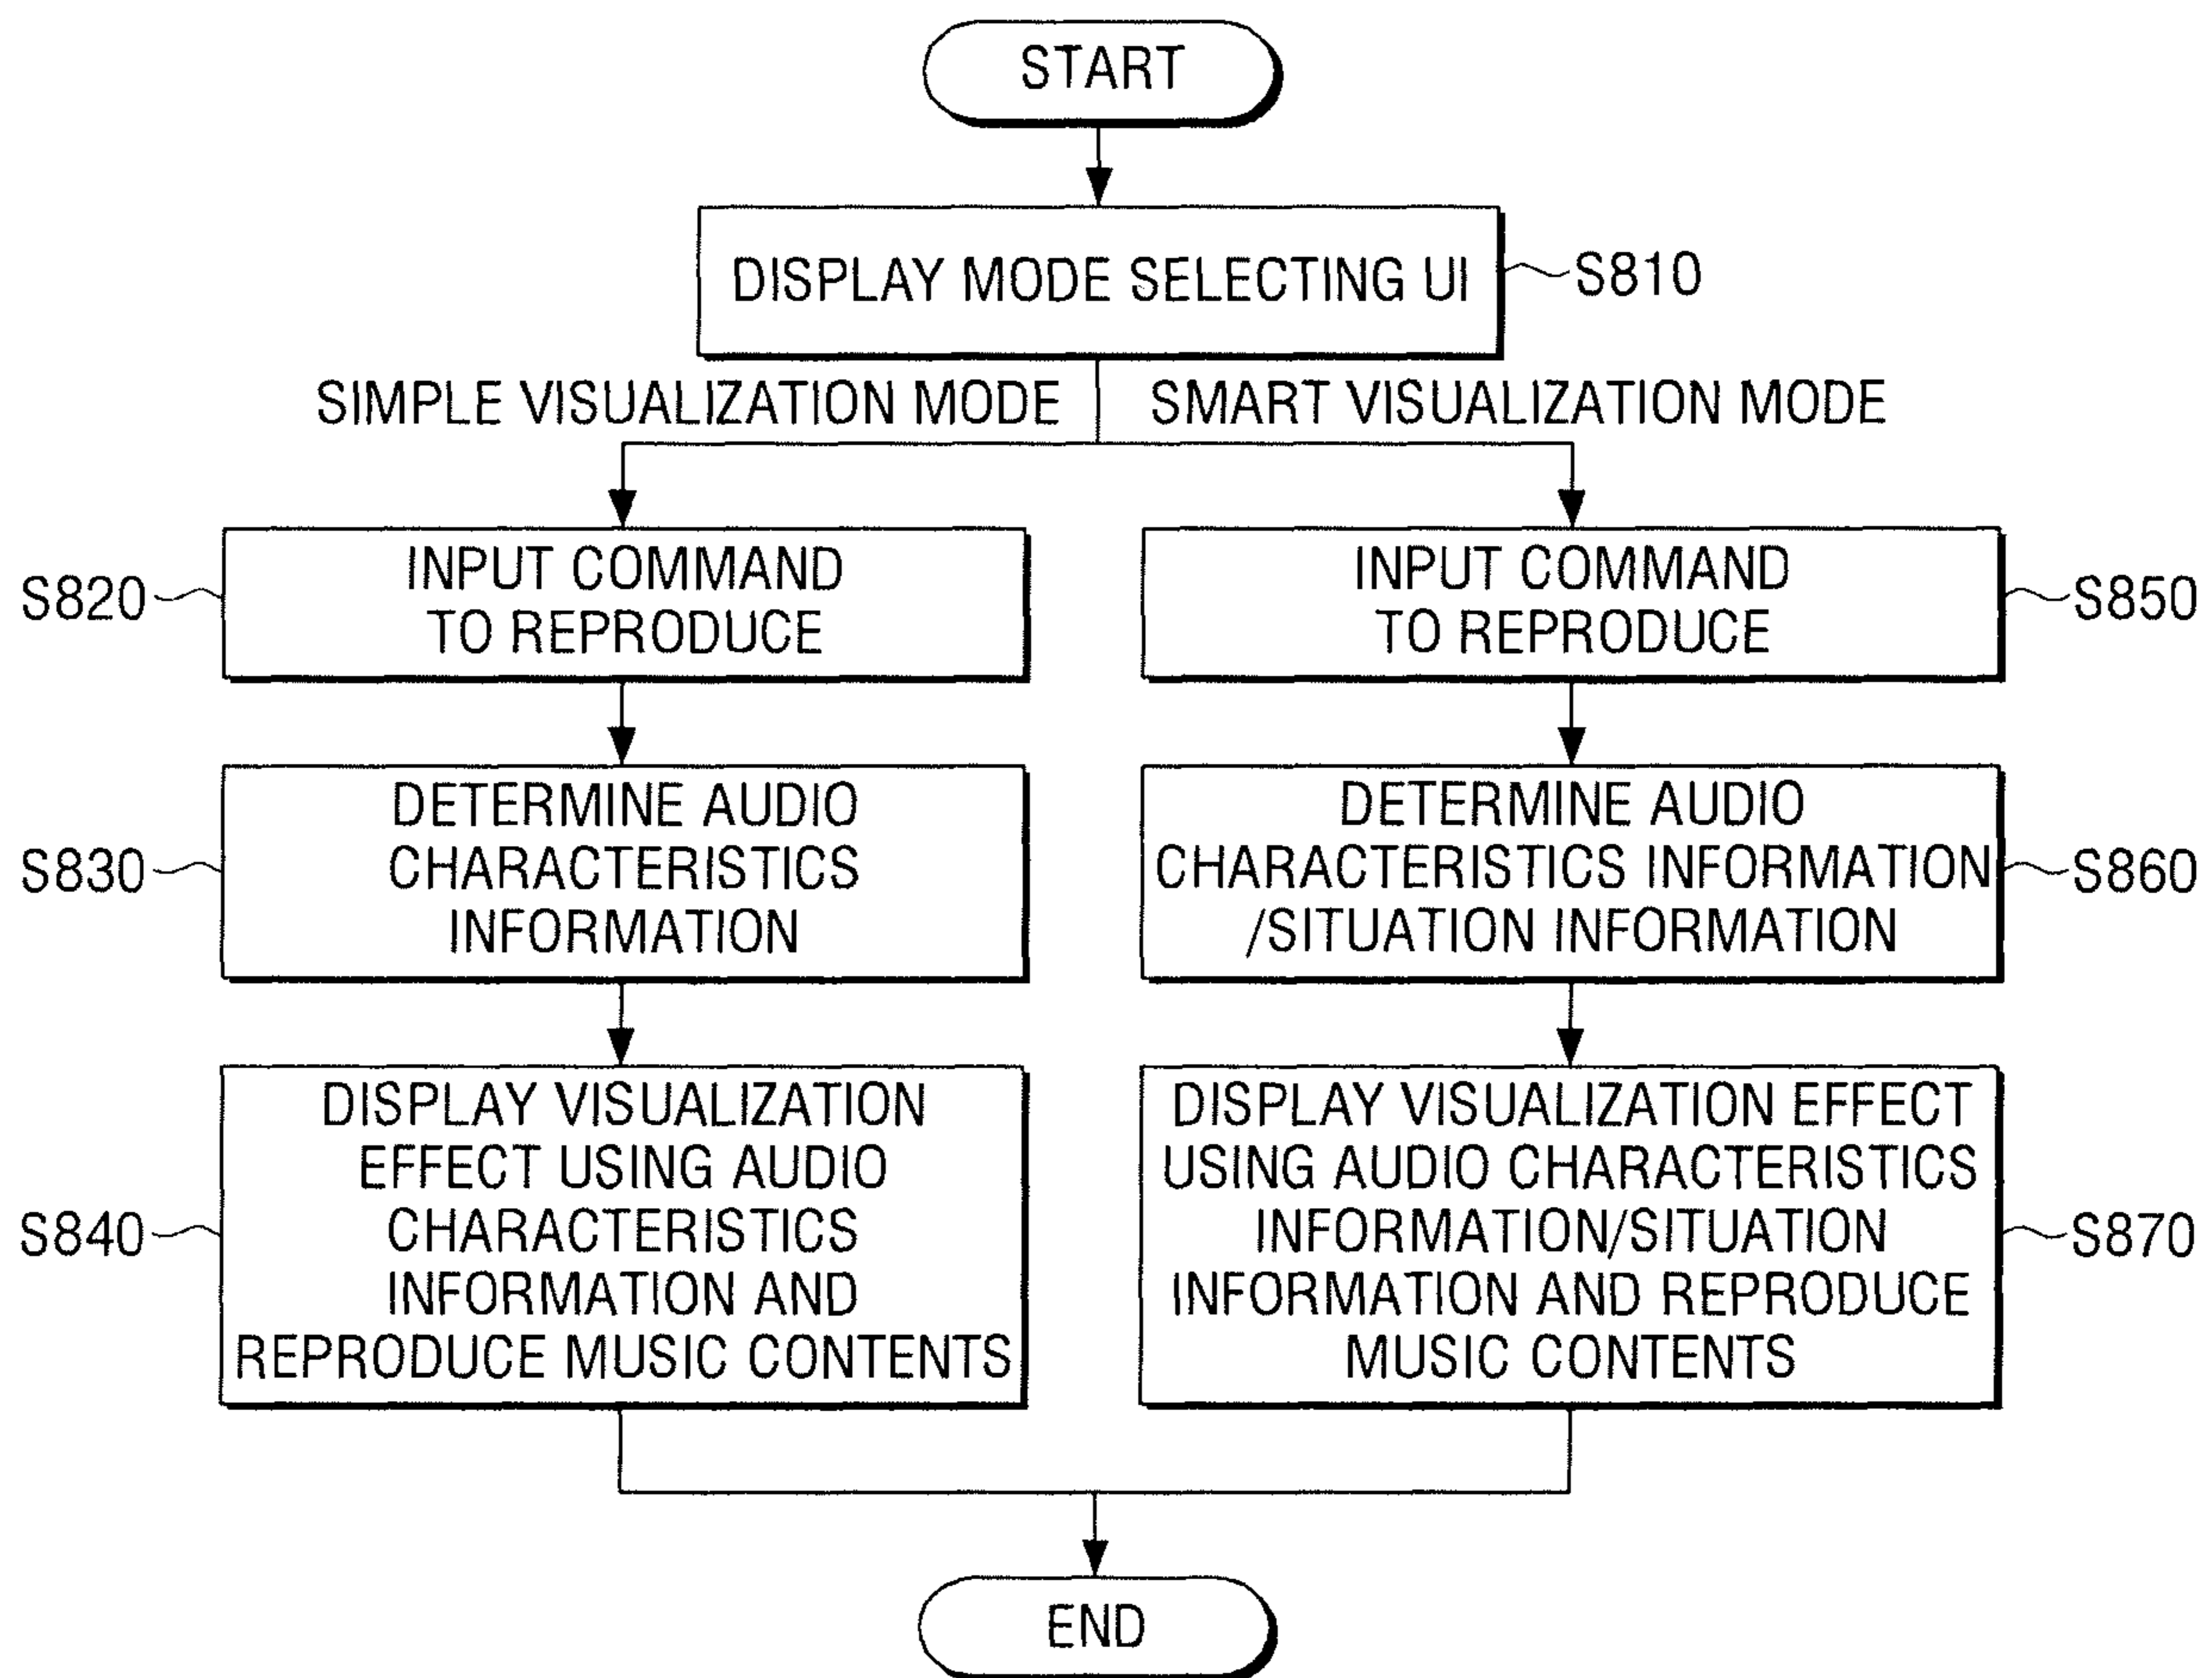 START
DISPLAY MODE SELECTING UI
S810
SIMPLE VISUALIZATION MODE
SMART VISUALIZATION MODE
S820
INPUT COMMAND
TO REPRODUCE
INPUT COMMAND
TO REPRODUCE
S850
S830
DETERMINE AUDIO
CHARACTERISTICS
INFORMATION
DETERMINE AUDIO
CHARACTERISTICS INFORMATION
/SITUATION INFORMATION
S860
S840
DISPLAY VISUALIZATION
EFFECT USING AUDIO
CHARACTERISTICS
INFORMATION AND
REPRODUCE MUSIC CONTENTS
DISPLAY VISUALIZATION EFFECT
USING AUDIO CHARACTERISTICS
INFORMATION/SITUATION
INFORMATION AND REPRODUCE
MUSIC CONTENTS
S870
END